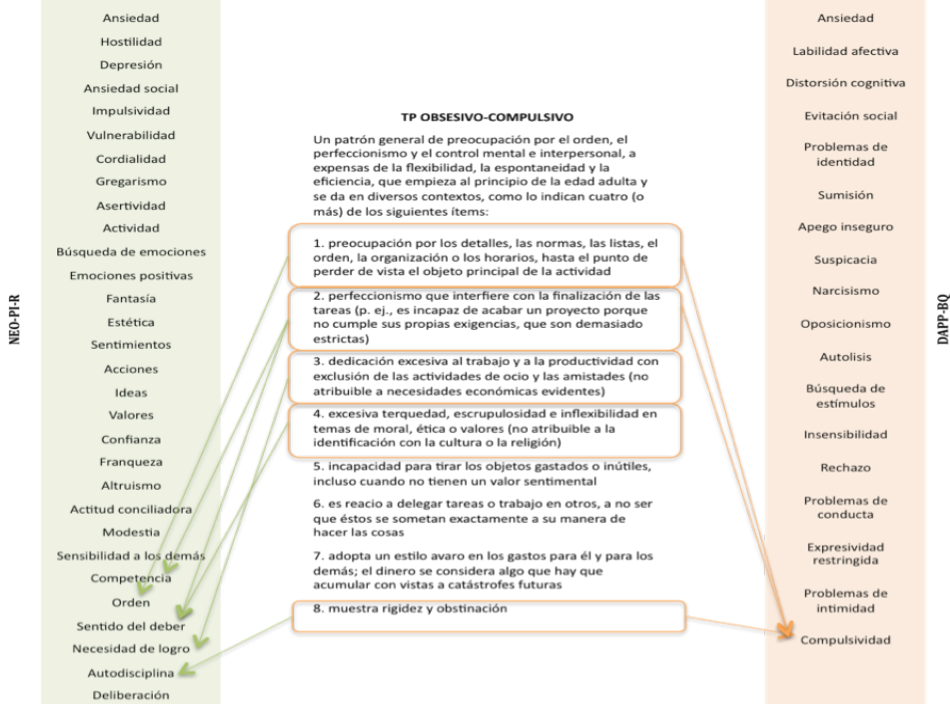 NEO-PI-R
Ansiedad
Hostilidad
Depresión
Ansiedad social
Impulsividad
Vulnerabilidad
Cordialidad
Gregarismo
Asertividad
Actividad
Búsqueda de emociones
Emociones positivas
Fantasía
Estética
Sentimientos
Acciones
Ideas
Valores
Confianza
Franqueza
Altruismo
Actitud conciliadora
Modestia
Sensibilidad a los demás
Competencia
Orden
Sentido del deber
Necesidad de logro
Autodisciplina
Deliberación
TP OBSESIVO-COMPULSIVO
Un patrón general de preocupación por el orden, el
perfeccionismo y el control mental e interpersonal, a
expensas de la flexibilidad, la espontaneidad y la
eficiencia, que empieza al principio de la edad adulta y
se da en diversos contextos, como lo indican cuatro (o
más) de los siguientes ítems:
1. preocupación por los detalles, las normas, las listas, el
orden, la organización o los horarios, hasta el punto de
perder de vista el objeto principal de la actividad
2. perfeccionismo que interfiere con la finalización de las
tareas (p. ej., es incapaz de acabar un proyecto porque
no cumple sus propias exigencias, que son demasiado
estrictas)
3. dedicación excesiva al trabajo y a la productividad con
exclusión de las actividades de ocio y las amistades (no
atribuible a necesidades económicas evidentes)
4. excesiva terquedad, escrupulosidad e inflexibilidad en
temas de moral, ética o valores (no atribuible a la
identificación con la cultura o la religión)
5. incapacidad para tirar los objetos gastados o inútiles,
incluso cuando no tienen un valor sentimental
6. es reacio a delegar tareas o trabajo en otros, a no ser
que éstos se sometan exactamente a su manera de
hacer las cosas
7. adopta un estilo avaro en los gastos para él y para los
demás; el dinero se considera algo que hay que
acumular con vistas a catástrofes futuras
8. muestra rigidez y obstinación
Ansiedad
Labilidad afectiva
Distorsión cognitiva
Evitación social
Problemas de
identidad
Sumisión
Apego inseguro
Suspicacia
Narcisismo
Oposicionismo
Autolisis
Búsqueda de
estímulos
Insensibilidad
Rechazo
Problemas de
conducta
Expresividad
restringida
Problemas de
intimidad
Compulsividad
DAPP-BQ